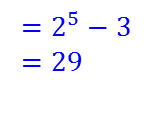 = 2⁵ − 3
= 29